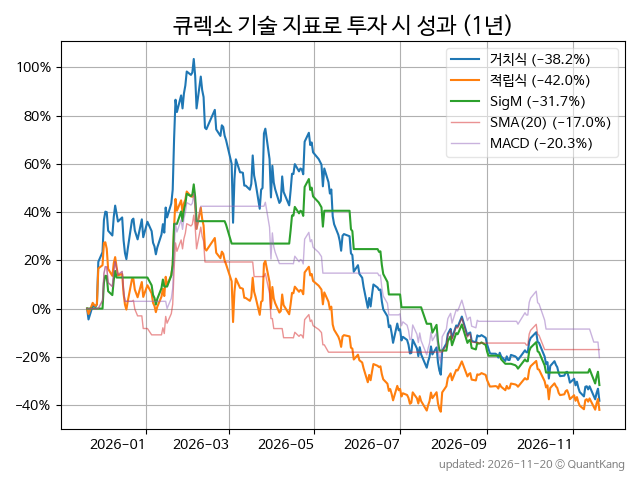 큐렉소 기술 지표로 투자 시 성과 (1년)
거치식 (−38.2%)
적립식 (−42.0%)
SigM (−31.7%)
SMA(20) (−17.0%)
MACD (−20.3%)
100%
80%
60%
40%
20%
0%
−20%
−40%
2026-01
2026-03
2026-05
2026-07
2026-09
2026-11
updated: 2026-11-20 © QuantKang